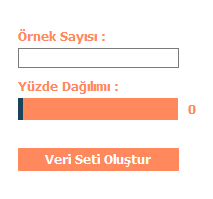 Örnek Sayısı :
Yüzde Dağılımı :
0
Veri Seti Oluştur